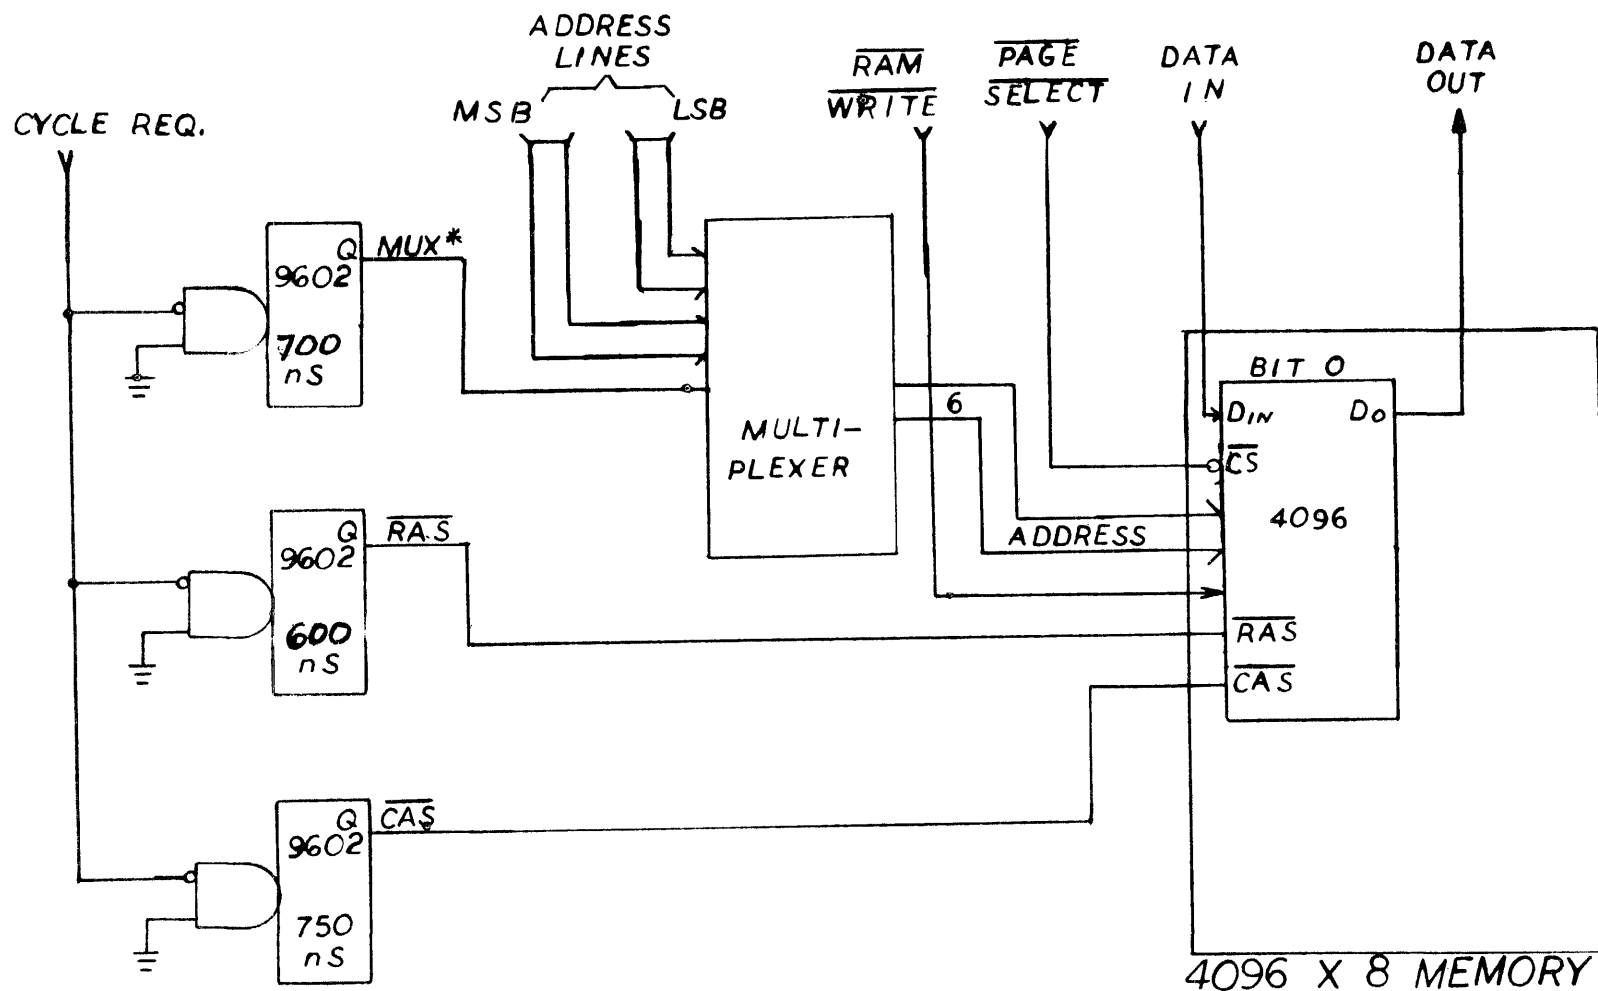 ADDRESS
LINES
MSB
LSB
CYCLE REQ.
RAM
WRITE
PAGE
SELECT
DATA
IN
DATA
OUT
Q
MUX*
9602
700
nS
MULTI-
PLEXER
6
BIT 0
DIN
DO
CS
4096
ADDRESS
RAS
CAS
Q
RAS
9602
600
nS
Q
CAS
9602
750
nS
4096 X 8 MEMORY